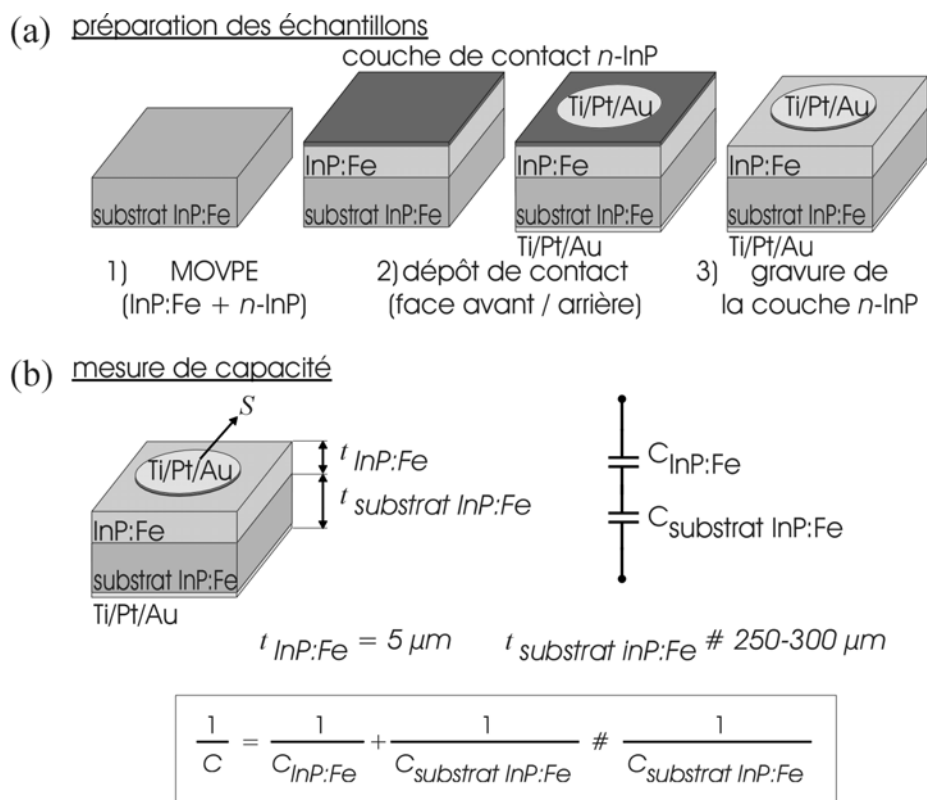 (a) préparation des échantillons
couche de contact n-InP
Ti/Pt/Au
Ti/Pt/Au
InP:Fe
InP:Fe
InP:Fe
substrat InP:Fe
substrat InP:Fe
substrat InP:Fe
substrat InP:Fe
Ti/Pt/Au
Ti/Pt/Au
1) MOVPE
(InP:Fe + n-InP)
2) dépôt de contact
(face avant / arrière)
3) gravure de
la couche n-InP
(b) mesure de capacité
S
Ti/Pt/Au
t InP:Fe
t substrat InP:Fe
InP:Fe
substrat InP:Fe
Ti/Pt/Au
C InP:Fe
C substrat InP:Fe
t InP:Fe = 5 µm
t substrat inP:Fe # 250-300 µm
1/C = 1/C InP:Fe + 1/C substrat InP:Fe # 1/C substrat InP:Fe